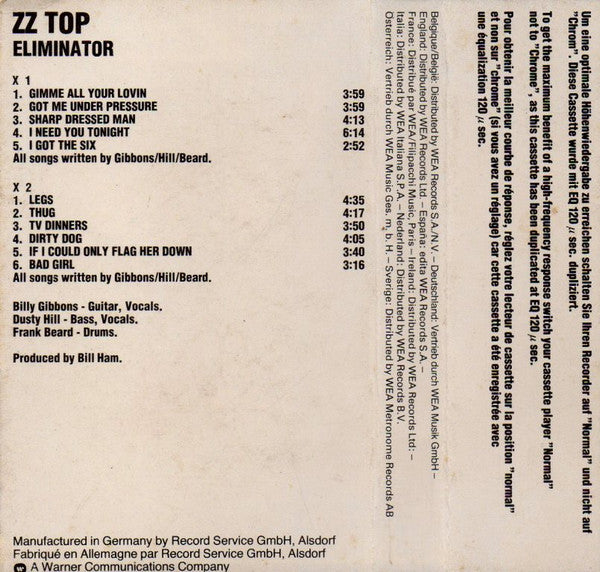 ZZ TOP
ELIMINATOR
X 1
1. GIMME ALL YOUR LOVIN 3:59
2. GOT ME UNDER PRESSURE 3:59
3. SHARP DRESSED MAN 4:13
4. I NEED YOU TONIGHT 6:14
5. I GOT THE SIX 2:52
All songs written by Gibbons/Hill/Beard.
X 2
1. LEGS 4:35
2. THUG 4:17
3. TV DINNERS 3:50
4. DIRTY DOG 4:05
5. IF I COULD ONLY FLAG HER DOWN 3:40
6. BAD GIRL 3:16
All songs written by Gibbons/Hill/Beard.
Billy Gibbons - Guitar, Vocals.
Dusty Hill - Bass, Vocals.
Frank Beard - Drums.
Produced by Bill Ham.
Manufactured in Germany by Record Service GmbH, Alsdorf
Fabriqué en Allemagne par Record Service GmbH, Alsdorf
A Warner Communications Company
Belgique/België: Distributed by WEA Records S.A./N.V. – Deutschland: Vertrieb durch WEA Musik GmbH –
England: Distributed by WEA Records Ltd. – España: edita WEA Records S.A. –
France: Distribué par WEA/Filipacchi Music, Paris – Ireland: Distributed by WEA Records Ltd: –
Italia: Distributed by WEA Italiana S.P.A. – Nederland: Distributed by WEA Records B.V.
Österreich: Vertrieb durch WEA Music Ges. m. b. H. – Sverige: Distributed by WEA Metronome Records AB
Um eine optimale Höhenwiedergabe zu erreichen schalten Sie Ihren Recorder auf "Normal" und nicht auf
"Chrom". Diese Cassette wurde mit EQ 120 µ sec. dupliziert.
To get the maximum benefit of a high-frequency response switch your cassette player "Normal"
not to "Chrome", as this cassette has been duplicated at EQ 120 µ sec.
Pour obtenir la meilleur courbe de réponse, réglez votre lecteur de cassette sur la position "normal"
et non sur "chrome" (si vous avez un réglage) car cette cassette a été enregistrée avec
une équalization 120 µ sec.